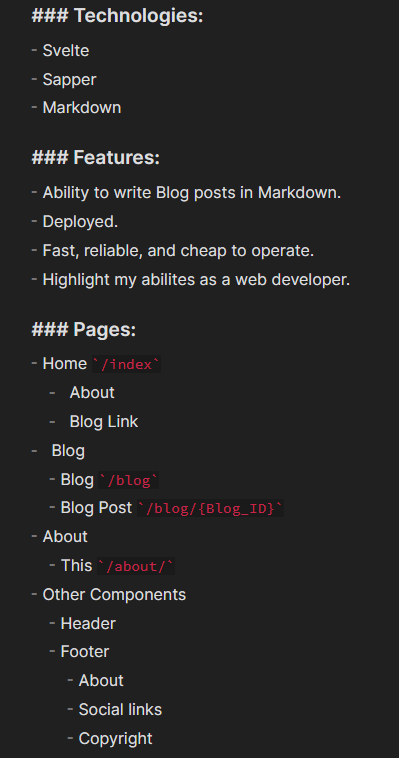 ### Technologies:
- Svelte
- Sapper
- Markdown
### Features:
- Ability to write Blog posts in Markdown.
- Deployed.
- Fast, reliable, and cheap to operate.
- Highlight my abilites as a web developer.
### Pages:
- Home `/index`
- About
- Blog Link
- Blog
- Blog `/blog`
- Blog Post `/blog/{Blog_ID}`
- About
- This `/about/`
- Other Components
- Header
- Footer
- About
- Social links
- Copyright